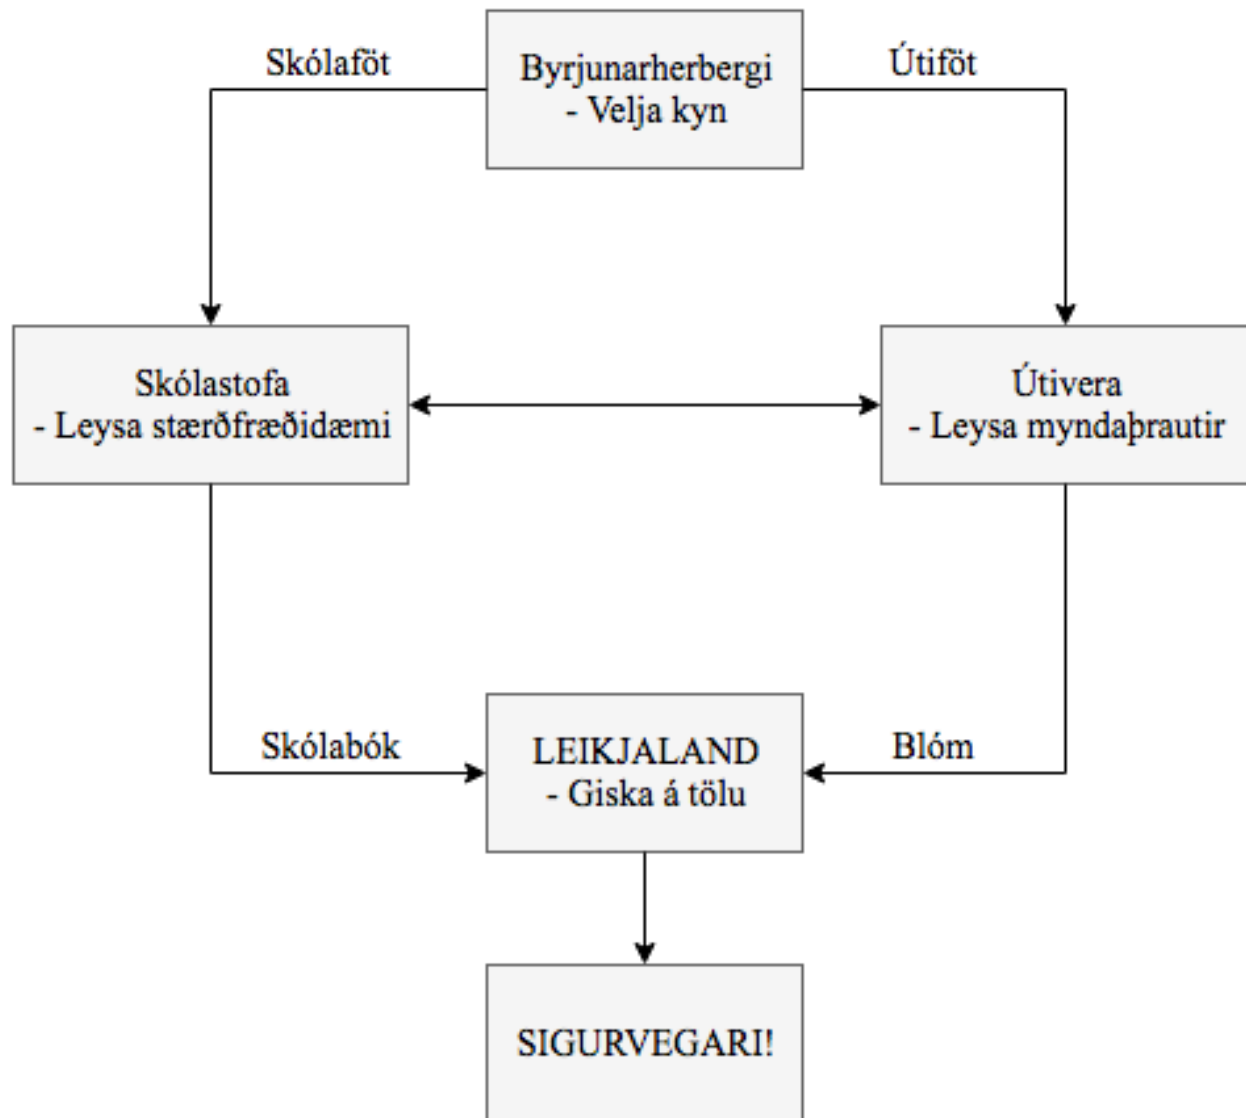 Skólaföt
Byrjunarherbergi
- Velja kyn
Útiföt
Skólastofa
- Leysa stærðfræðidæmi
Útivera
- Leysa myndaþrautir
Skólabók
LEIKJALAND
- Giska á tölu
Blóm
SIGURVEGARI!